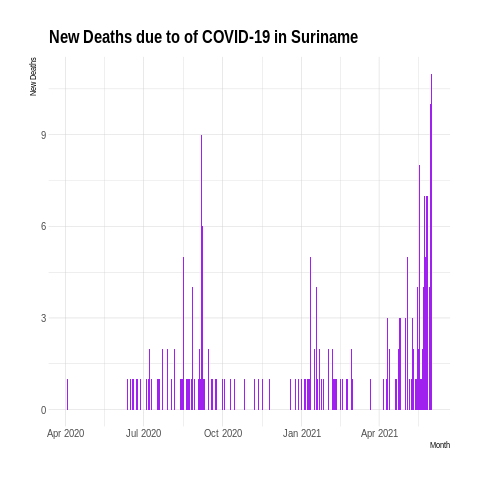 New Deaths due to of COVID-19 in Suriname
New Deaths
9
6
3
0
Apr 2020 Jul 2020 Oct 2020 Jan 2021 Apr 2021
Month